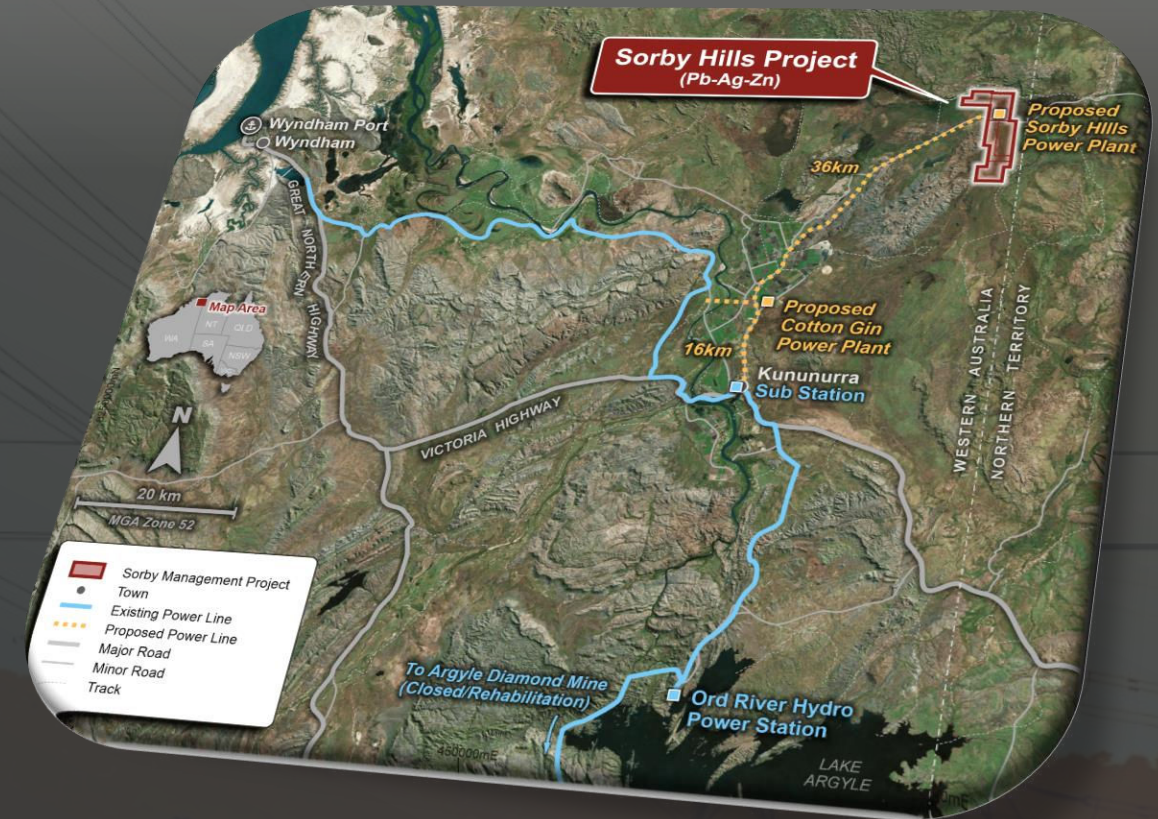 Sorby Hills Project
(Pb-Ag-Zn)
Proposed
Sorby HIlls
Power Plant
Wyndham Port
Wyndham
36km
GREAT NORTHERN HIGHWAY
Map Area
WA
NT
QLD
SA
NSW
Proposed
Cotton Gin
Power Plant
16km
Kununurra
Sub Station
WESTERN AUSTRALIA
NORTHERN TERRITORY
VICTORIA HIGHWAY
N
20 km
MGA Zone 52
Sorby Management Project
Town
Existing Power Line
Proposed Power Line
Major Road
Minor Road
Track
To Argyle Diamond Mine
(Closed/Rehabilitation)
Ord River Hydro
Power Station
LAKE
ARGYLE